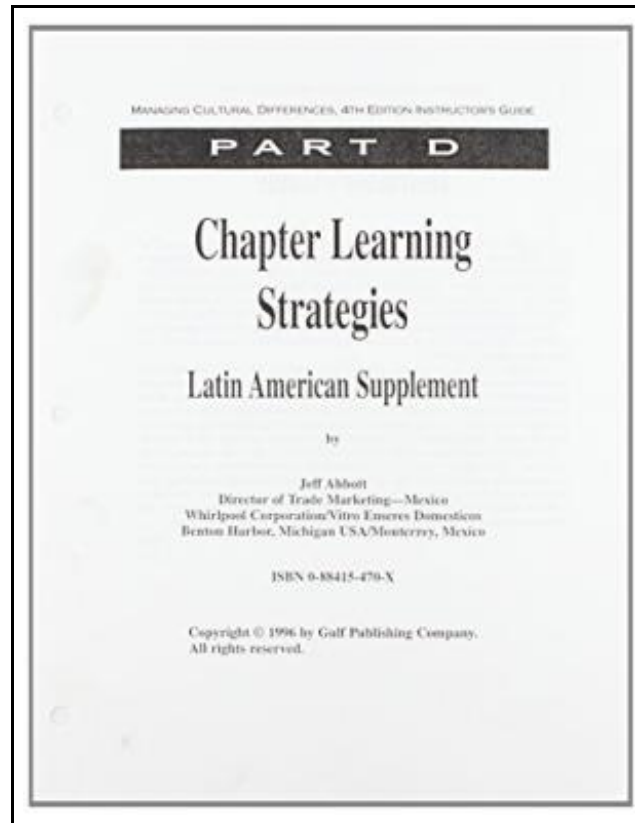 MANAGING CULTURAL DIFFERENCES, 4TH EDITION INSTRUCTOR'S GUIDE
PART D
Chapter Learning
Strategies
Latin American Supplement
by
Jeff Abbott
Director of Trade Marketing—Mexico
Whirlpool Corporation/Vitro Enseres Domesticos
Benton Harbor, Michigan USA/Monterrey, Mexico
ISBN 0-88415-470-X
Copyright © 1996 by Gulf Publishing Company.
All rights reserved.